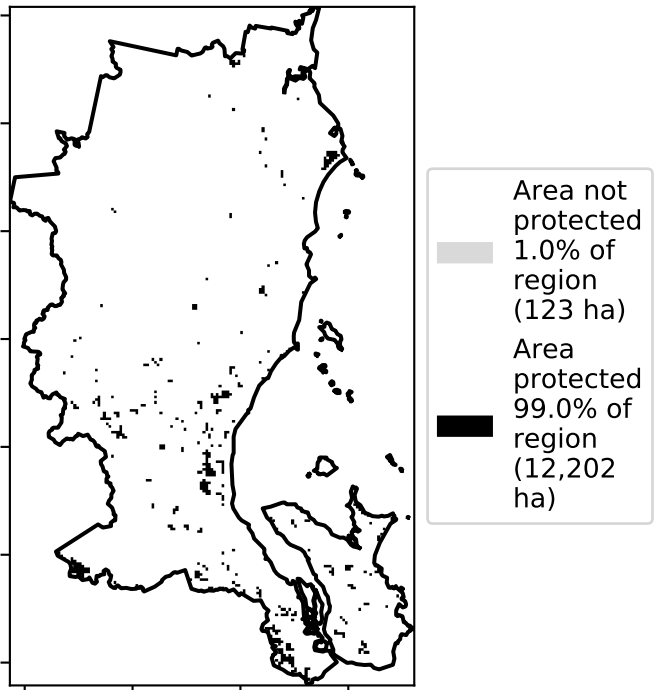 Area not
protected
1.0% of
region
(123 ha)
Area
protected
99.0% of
region
(12,202
ha)